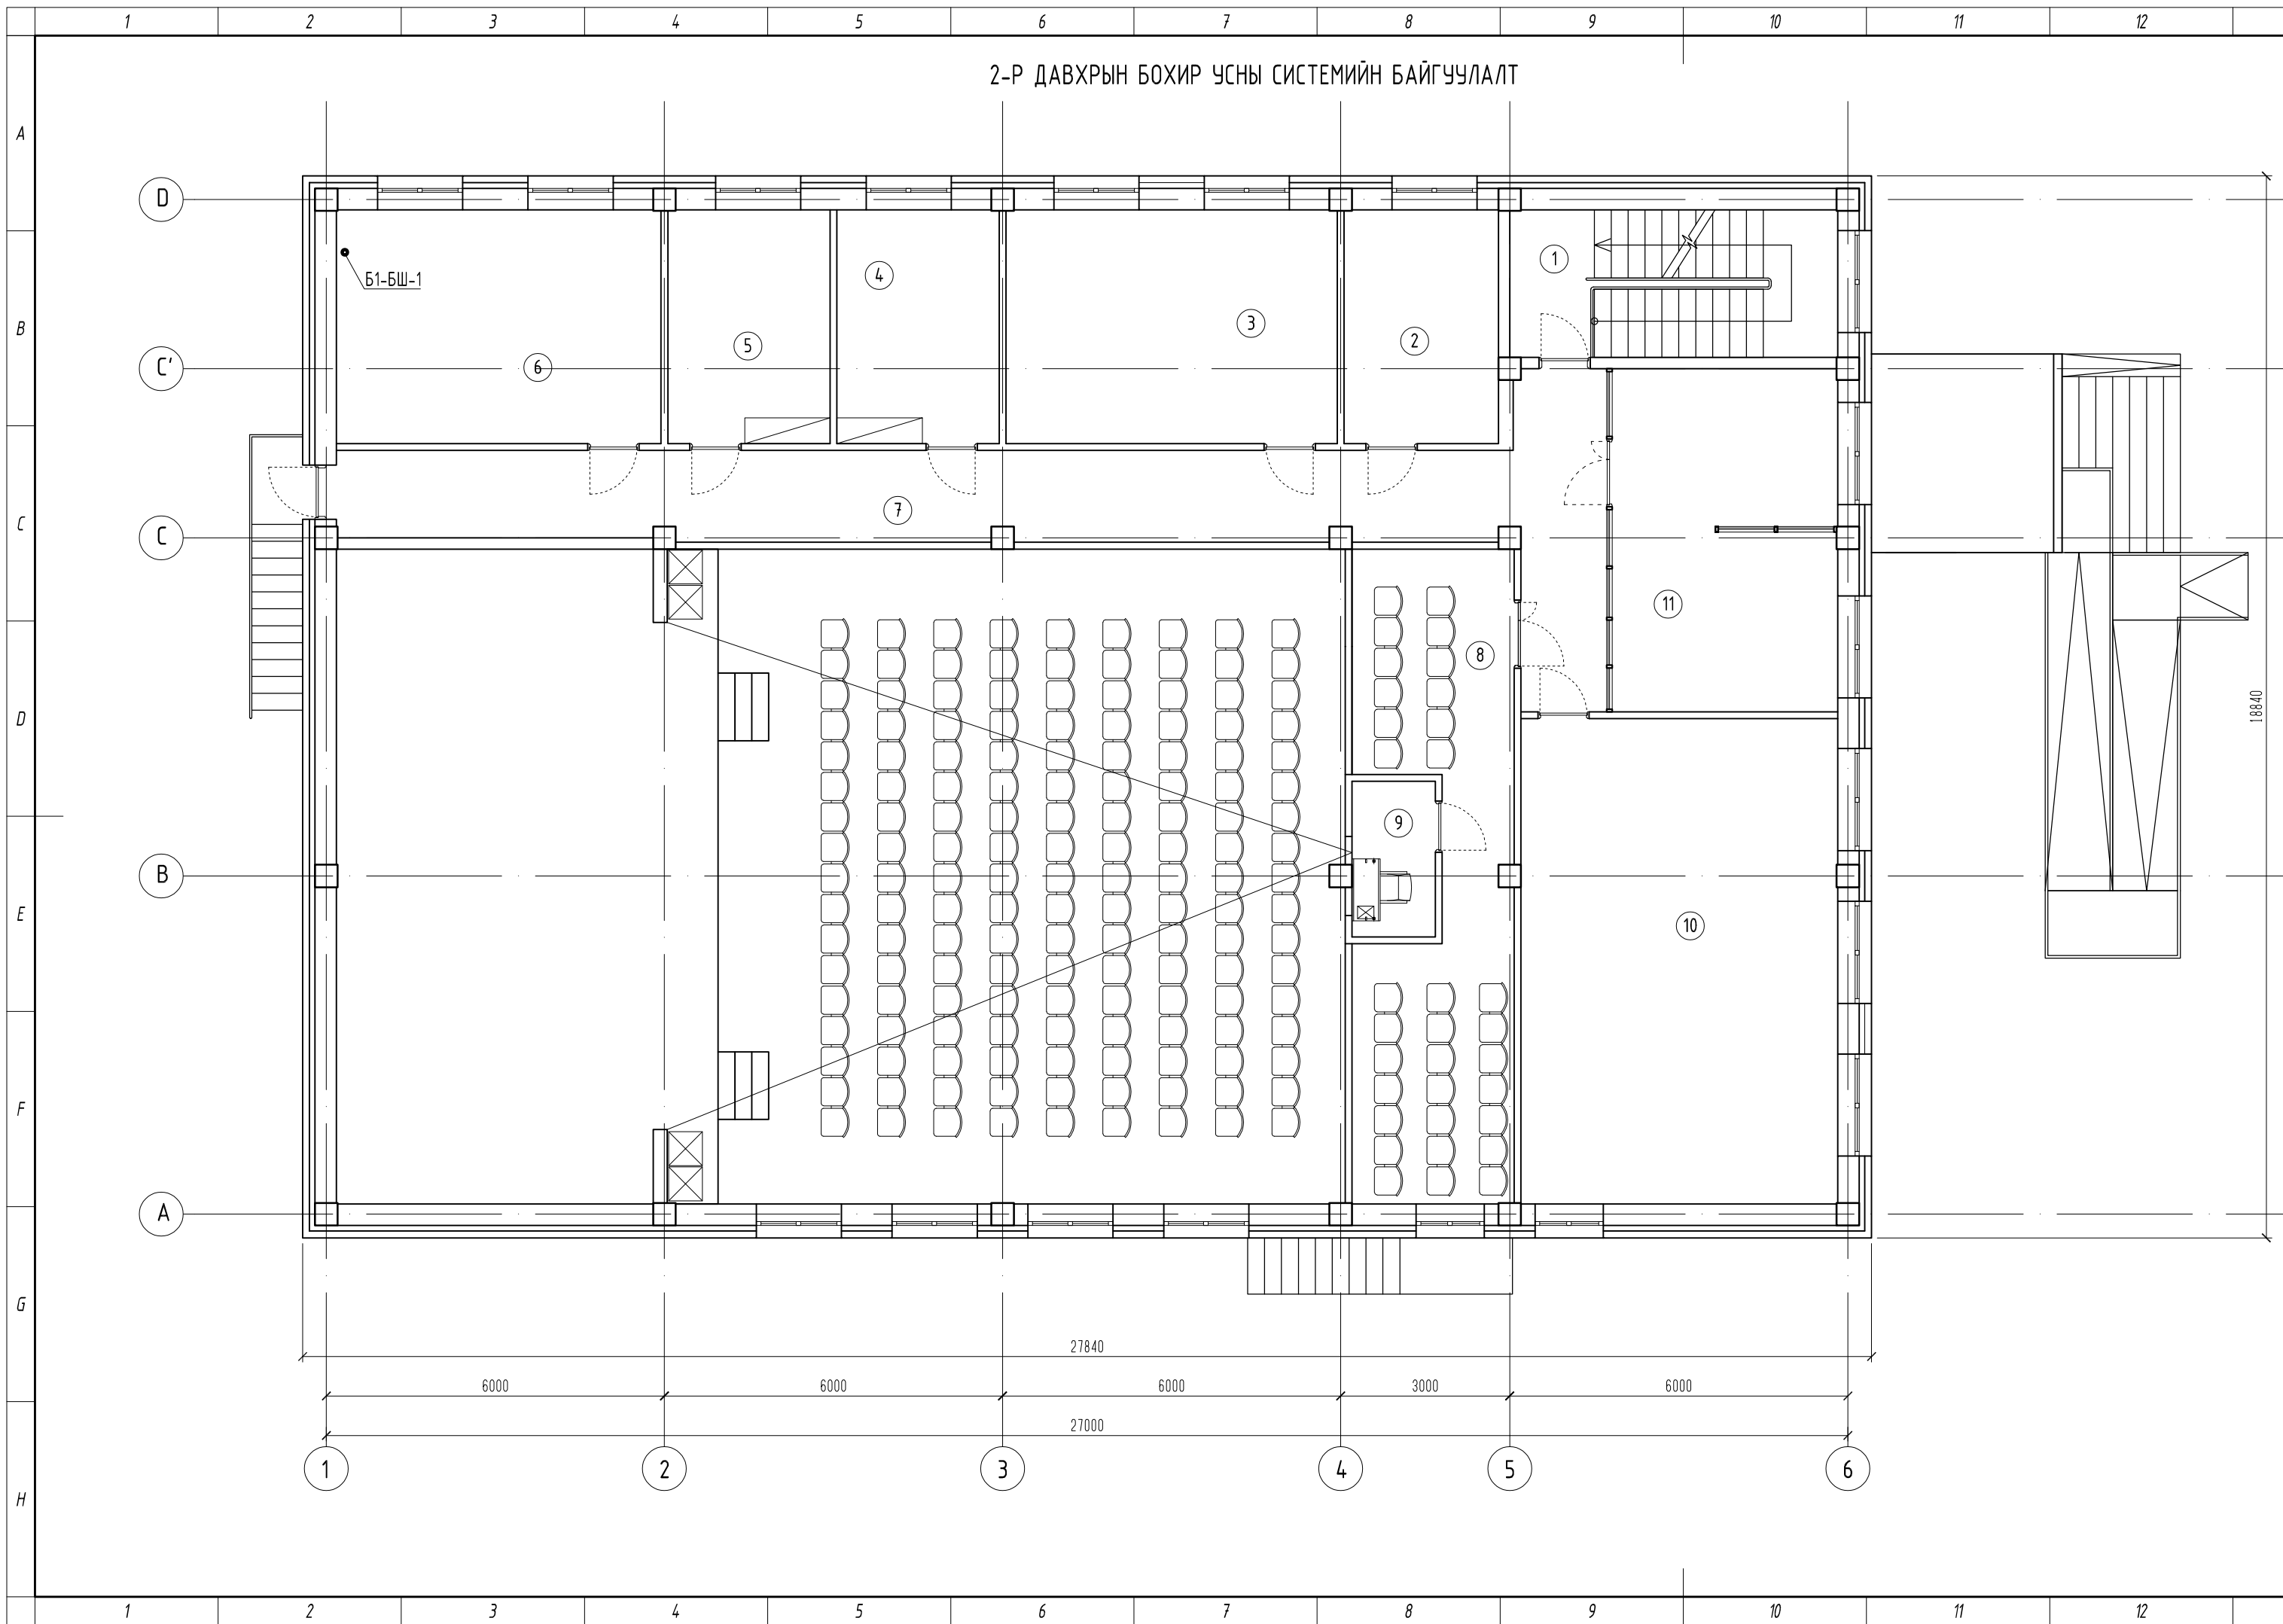 1 2 3 4 5 6 7 8 9 10 11 12
2-Р ДАВХРЫН БОХИР УСНЫ СИСТЕМИЙН БАЙГУУЛАЛТ
A
D
Б1-БШ-1
1
4
3
B
2
5
C'
6
7
C
C
11
8
18840
D
9
B
E
10
F
A
G
27840
6000 6000 6000 3000 6000
27000
1 2 3 4 5 6
H
1 2 3 4 5 6 7 8 9 10 11 12